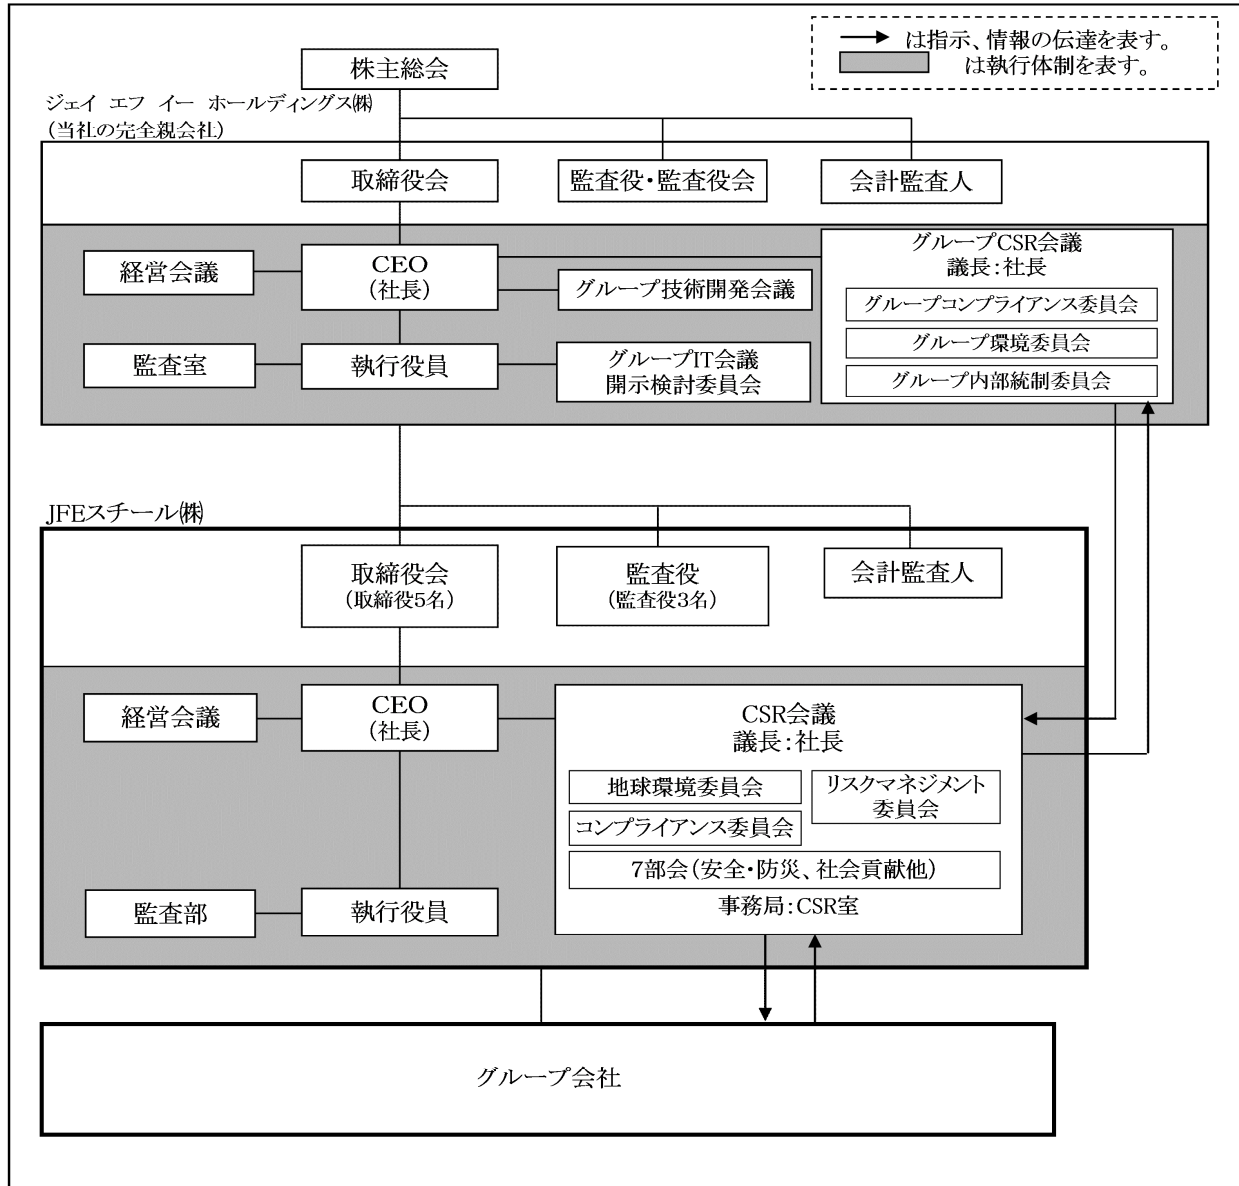 は指示、情報の伝達を表す。
は執行体制を表す。
株主総会
ジェイ エフ イー ホールディングス㈱
(当社の完全親会社)
取締役会
監査役・監査役会
会計監査人
経営会議
CEO
(社長)
グループ技術開発会議
グループCSR会議
議長:社長
グループコンプライアンス委員会
グループ環境委員会
グループ内部統制委員会
監査室
執行役員
グループIT会議
開示検討委員会
JFEスチール㈱
取締役会
(取締役5名)
監査役
(監査役3名)
会計監査人
経営会議
CEO
(社長)
CSR会議
議長:社長
地球環境委員会
リスクマネジメント
委員会
コンプライアンス委員会
7部会(安全・防災、社会貢献他)
事務局:CSR室
監査部
執行役員
グループ会社